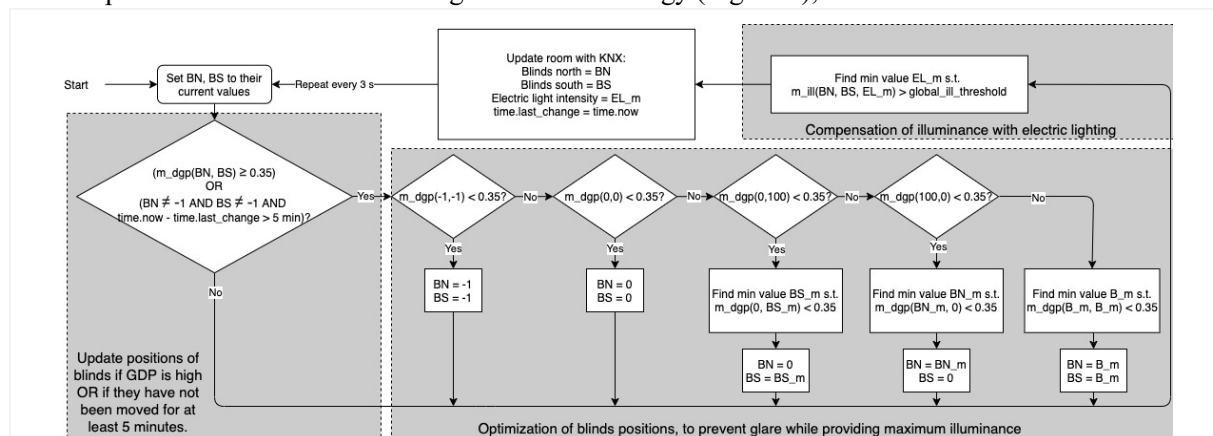 Start
Set BN, BS to their
current values
Repeat every 3 s
Update room with KNX:
Blinds north = BN
Blinds south = BS
Electric light intensity = EL_m
time.last_change = time.now
Find min value EL_m s.t.
m_ill(BN, BS, EL_m) > global_ill_threshold
Compensation of illuminance with electric lighting
(m_dgp(BN, BS) ≥ 0.35)
OR
(BN ≠ -1 AND BS ≠ -1 AND
time.now - time.last_change > 5 min)?
Yes
No
m_dgp(-1,-1) < 0.35?
No
m_dgp(0,0) < 0.35?
No
m_dgp(0,100) < 0.35?
No
m_dgp(100,0) < 0.35?
No
Yes
Yes
Yes
Yes
BN = -1
BS = -1
BN = 0
BS = 0
Find min value BS_m s.t.
m_dgp(0, BS_m) < 0.35
Find min value BN_m s.t.
m_dgp(BN_m, 0) < 0.35
Find min value B_m s.t.
m_dgp(B_m, B_m) < 0.35
BN = 0
BS = BS_m
BN = BN_m
BS = 0
BN = B_m
BS = B_m
Update positions of
blinds if GDP is high
OR if they have not
been moved for at
least 5 minutes.
Optimization of blinds positions, to prevent glare while providing maximum illuminance